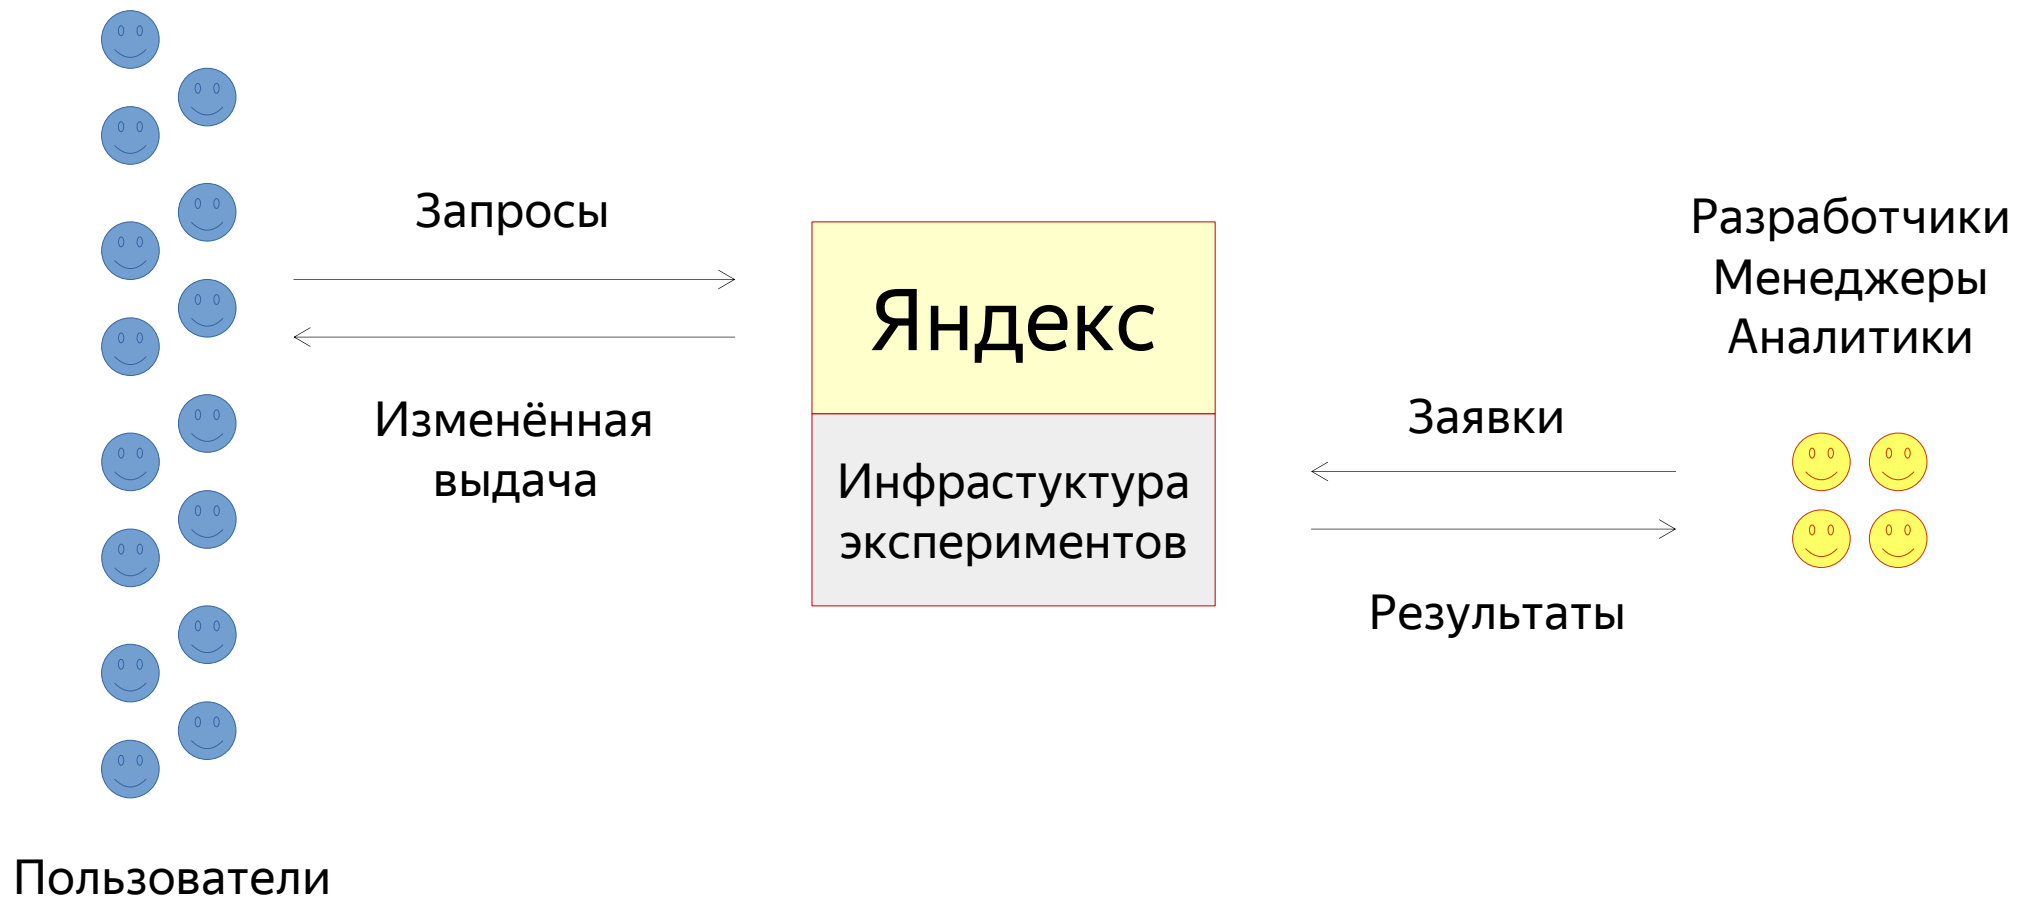 Запросы
Изменённая
выдача
Пользователи
Яндекс
Инфрастуктура
экспериментов
Заявки
Результаты
Разработчики
Менеджеры
Аналитики